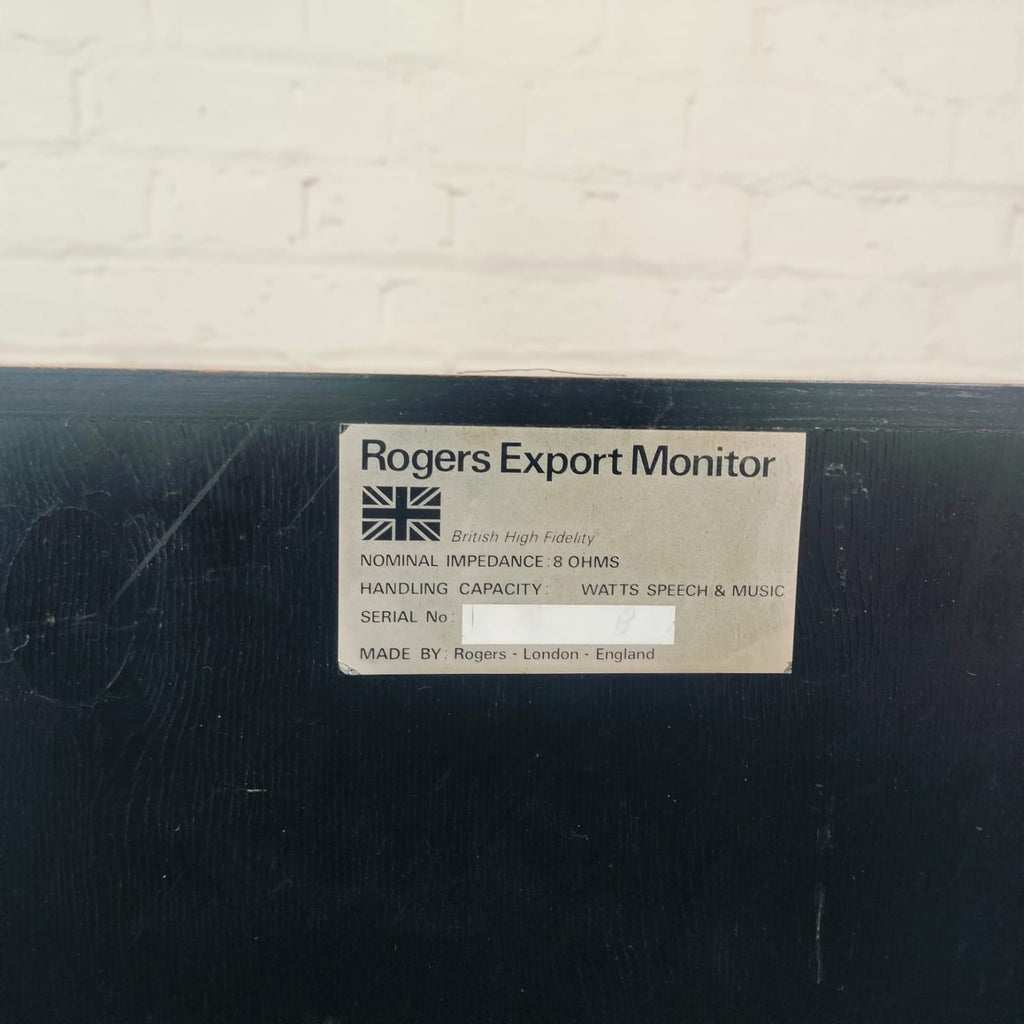 Rogers Export Monitor
British High Fidelity
NOMINAL IMPEDANCE: 8 OHMS
HANDLING CAPACITY: WATTS SPEECH & MUSIC
SERIAL No: B
MADE BY: Rogers - London - England